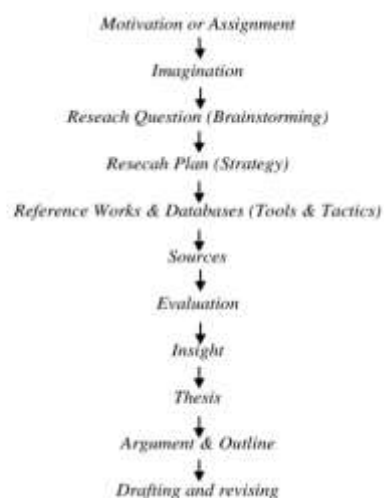 Motivation or Assignment
Imagination
Reseach Question (Brainstorming)
Resecah Plan (Strategy)
Reference Works & Databases (Tools & Tactics)
Sources
Evaluation
Insight
Thesis
Argument & Outline
Drafting and revising